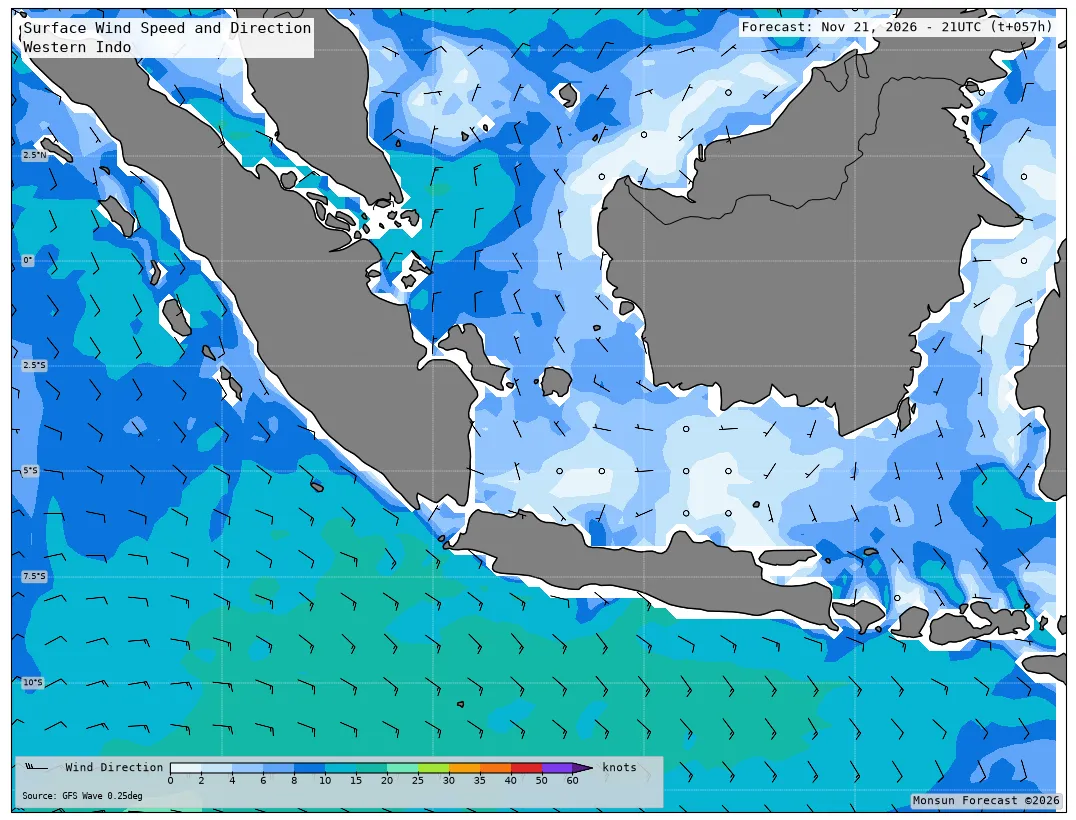 Surface Wind Speed and Direction
Western Indo
Forecast: Nov 21, 2026 - 21UTC (t+057h)
2.5°N
0°
2.5°S
5°S
7.5°S
10°S
Wind Direction
0 2 4 6 8 10 15 20 25 30 35 40 50 60
knots
Source: GFS Wave 0.25deg
Monsun Forecast ©2026